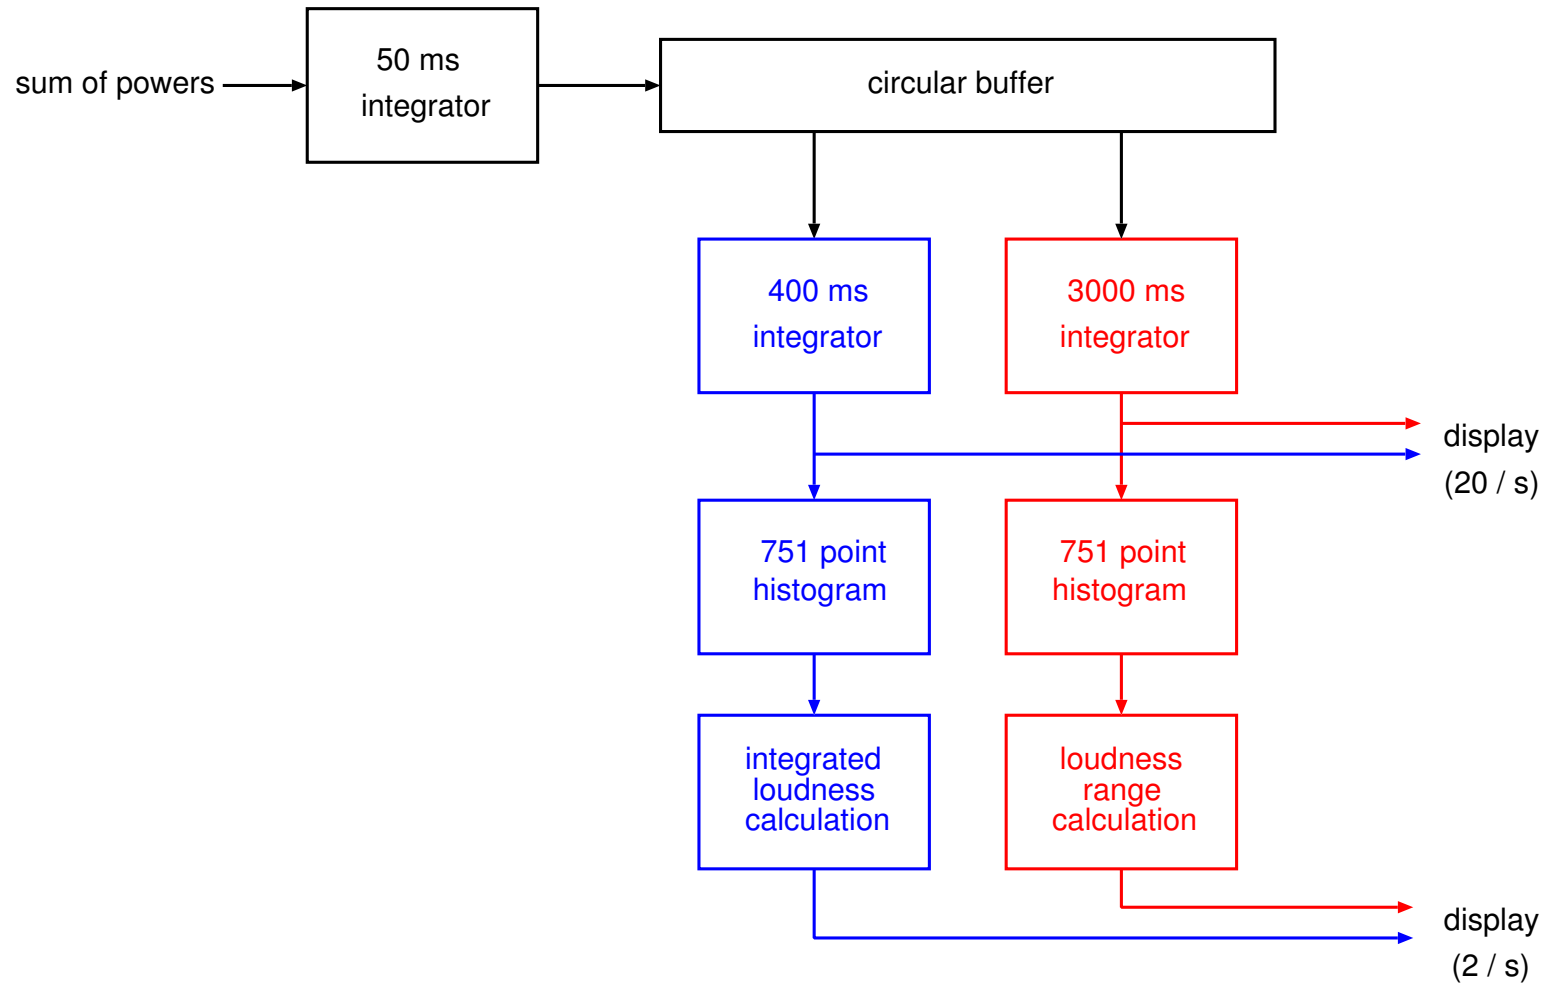 sum of powers
50 ms
integrator
circular buffer
400 ms
integrator
3000 ms
integrator
display
(20 / s)
751 point
histogram
751 point
histogram
integrated
loudness
calculation
loudness
range
calculation
display
(2 / s)